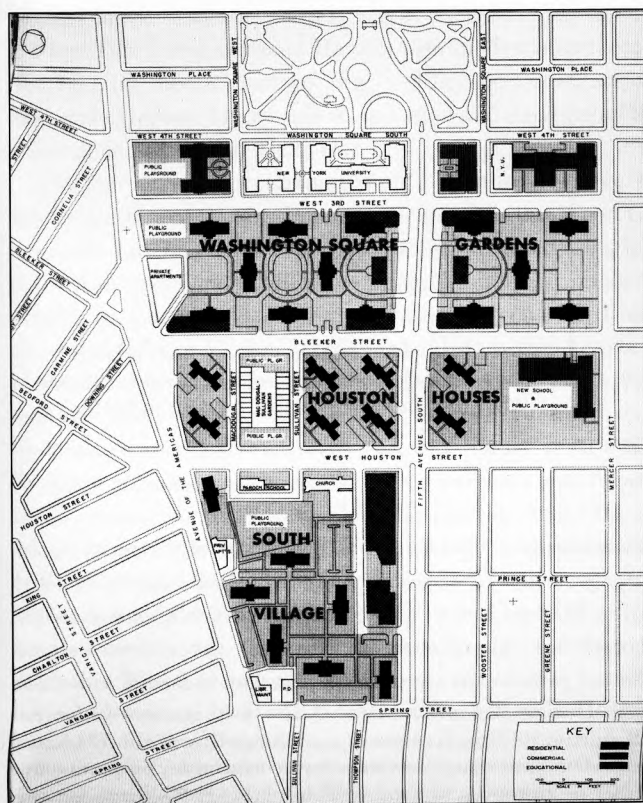 WASHINGTON PLACE
WASHINGTON SQUARE WEST
WASHINGTON SQUARE EAST
WASHINGTON PLACE
WEST 4TH STREET
WEST 4TH STREET
WASHINGTON SQUARE SOUTH
WEST 4TH STREET
PUBLIC
PLAYGROUND
NEW YORK UNIVERSITY
N.Y.U.
CORNELIA STREET
WEST 3RD STREET
PUBLIC
PLAYGROUND
WASHINGTON SQUARE GARDENS
PRIVATE
APARTMENTS
BLEEKER STREET
BLEEKER STREET
CARMINE STREET
DOWNING STREET
BEDFORD STREET
MACDOUGAL STREET
PUBLIC PL. GR.
MAC DOUGAL-
SULLIVAN
GARDENS
PUBLIC PL. GR.
SULLIVAN STREET
HOUSTON HOUSES
NEW SCHOOL
&
PUBLIC PLAYGROUND
WEST HOUSTON STREET
FIFTH AVENUE SOUTH
MERCER STREET
AVENUE OF THE AMERICAS
HOUSTON STREET
PAROCH. SCHOOL
CHURCH
PUBLIC
PLAYGROUND
SOUTH
VILLAGE
PRINCE STREET
KING STREET
CHARLTON STREET
VARICK STREET
VANDAM STREET
SPRING STREET
WOOSTER STREET
GREENE STREET
F.D.
SPRING STREET
SULLIVAN STREET
THOMPSON STREET
KEY
RESIDENTIAL
COMMERCIAL
EDUCATIONAL
SCALE IN FEET